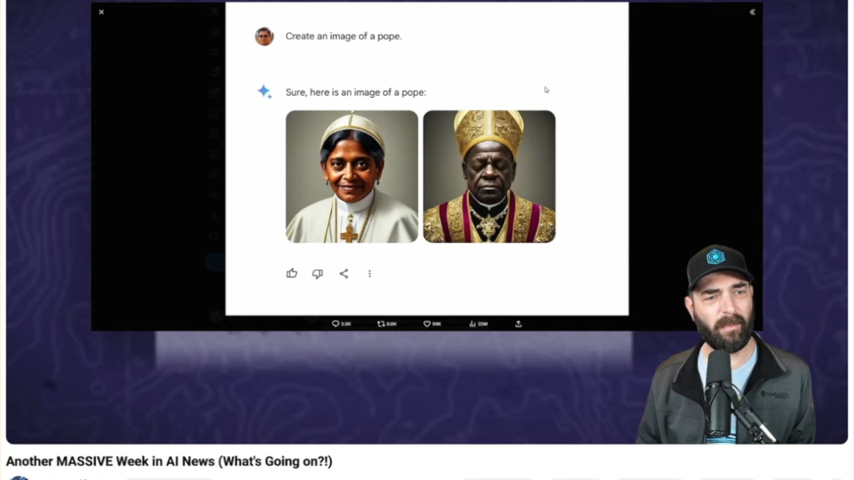 Create an image of a pope.
Sure, here is an image of a pope:
Another MASSIVE Week in AI News (What's Going on?!)